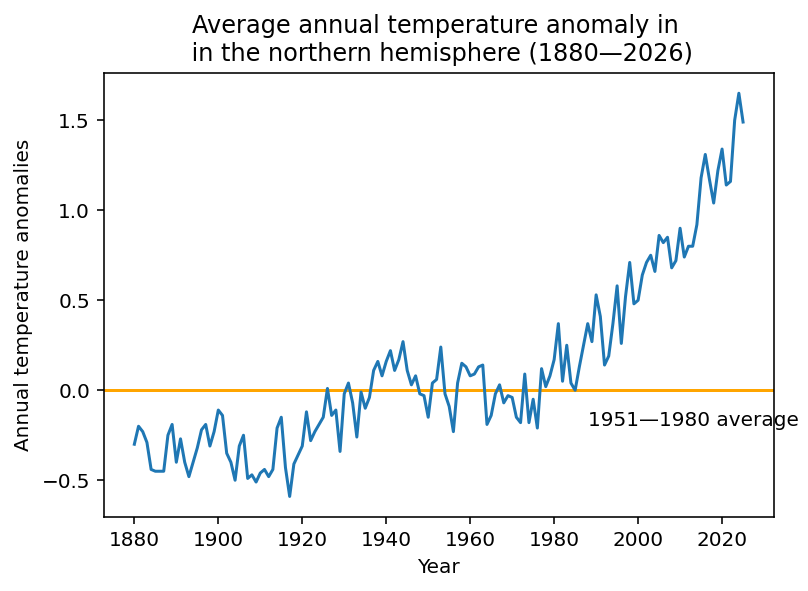 Average annual temperature anomaly in
in the northern hemisphere (1880—2026)
Annual temperature anomalies
1.5
1.0
0.5
0.0
−0.5
1951—1980 average
1880 1900 1920 1940 1960 1980 2000 2020
Year